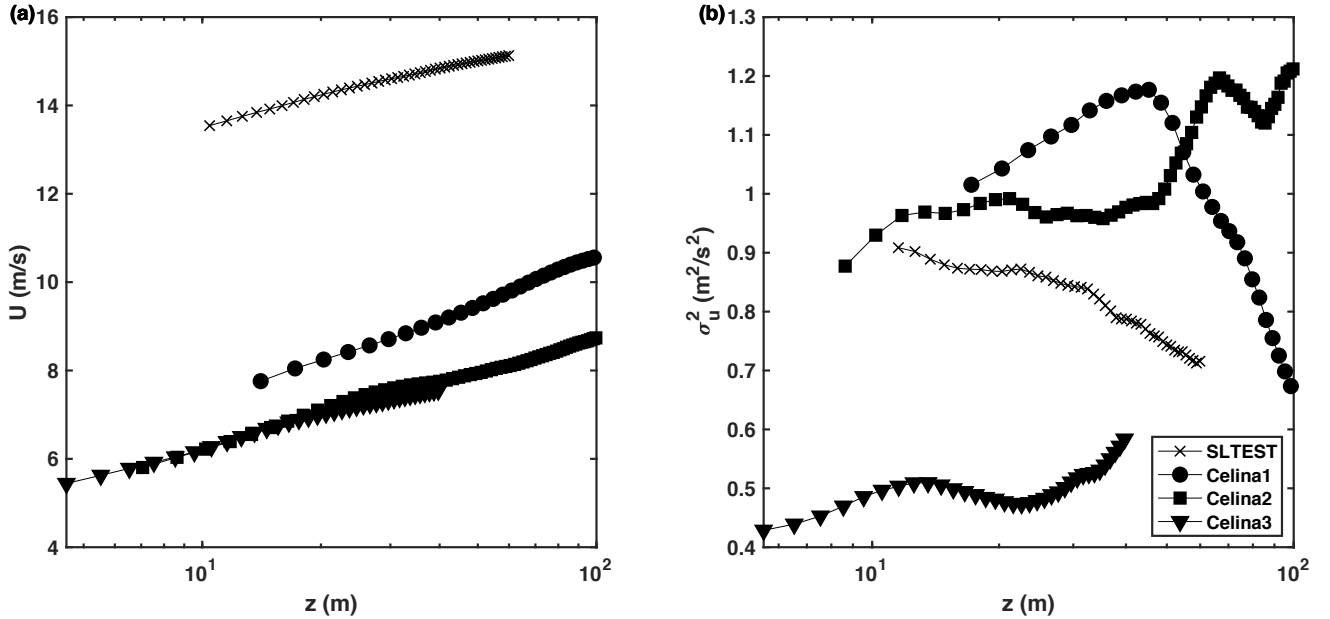 (a)
16
14
12
10
8
6
4
U (m/s)
10^1
10^2
z (m)
(b)
1.3
1.2
1.1
1
0.9
0.8
0.7
0.6
0.5
0.4
σ_u^2 (m^2/s^2)
10^1
10^2
z (m)
SLTEST
Celina1
Celina2
Celina3